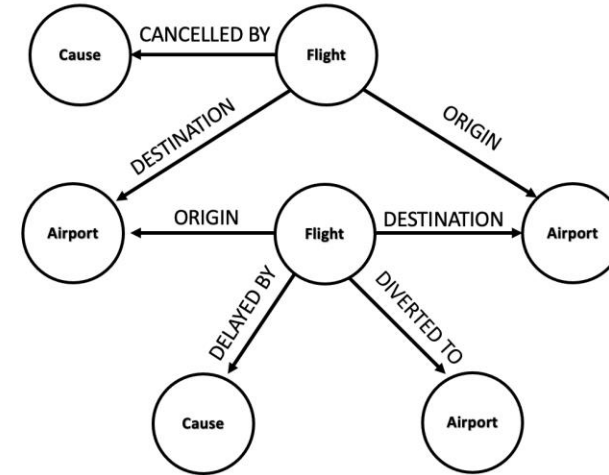 CANCELLED BY
Cause
Flight
DESTINATION
ORIGIN
Airport
ORIGIN
Flight
DESTINATION
Airport
DELAYED BY
DIVERTED TO
Cause
Airport